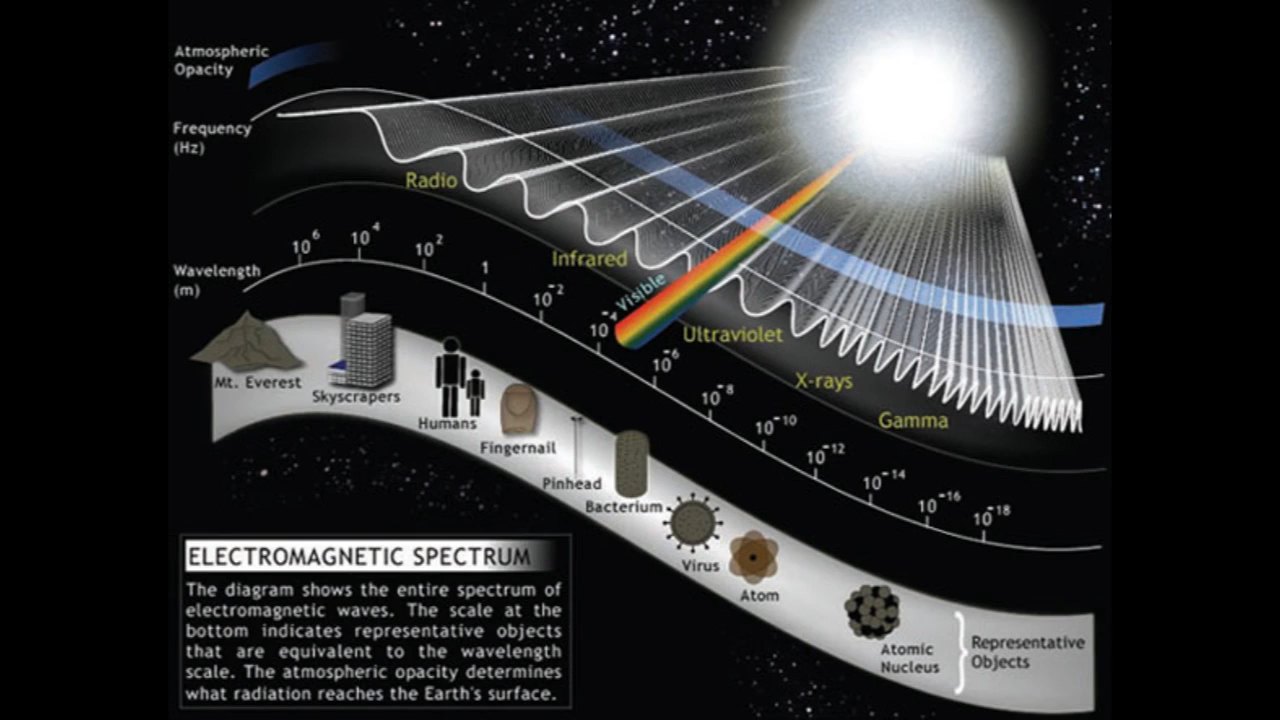 Atmospheric
Opacity
Frequency
(Hz)
Radio
Infrared
Visible
Ultraviolet
X-rays
Gamma
Wavelength
(m)
10⁶
10⁴
10²
1
10⁻²
10⁻⁴
10⁻⁶
10⁻⁸
10⁻¹⁰
10⁻¹²
10⁻¹⁴
10⁻¹⁶
10⁻¹⁸
Mt. Everest
Skyscrapers
Humans
Fingernail
Pinhead
Bacterium
Virus
Atom
Atomic
Nucleus
Representative
Objects
ELECTROMAGNETIC SPECTRUM
The diagram shows the entire spectrum of
electromagnetic waves. The scale at the
bottom indicates representative objects
that are equivalent to the wavelength
scale. The atmospheric opacity determines
what radiation reaches the Earth's surface.